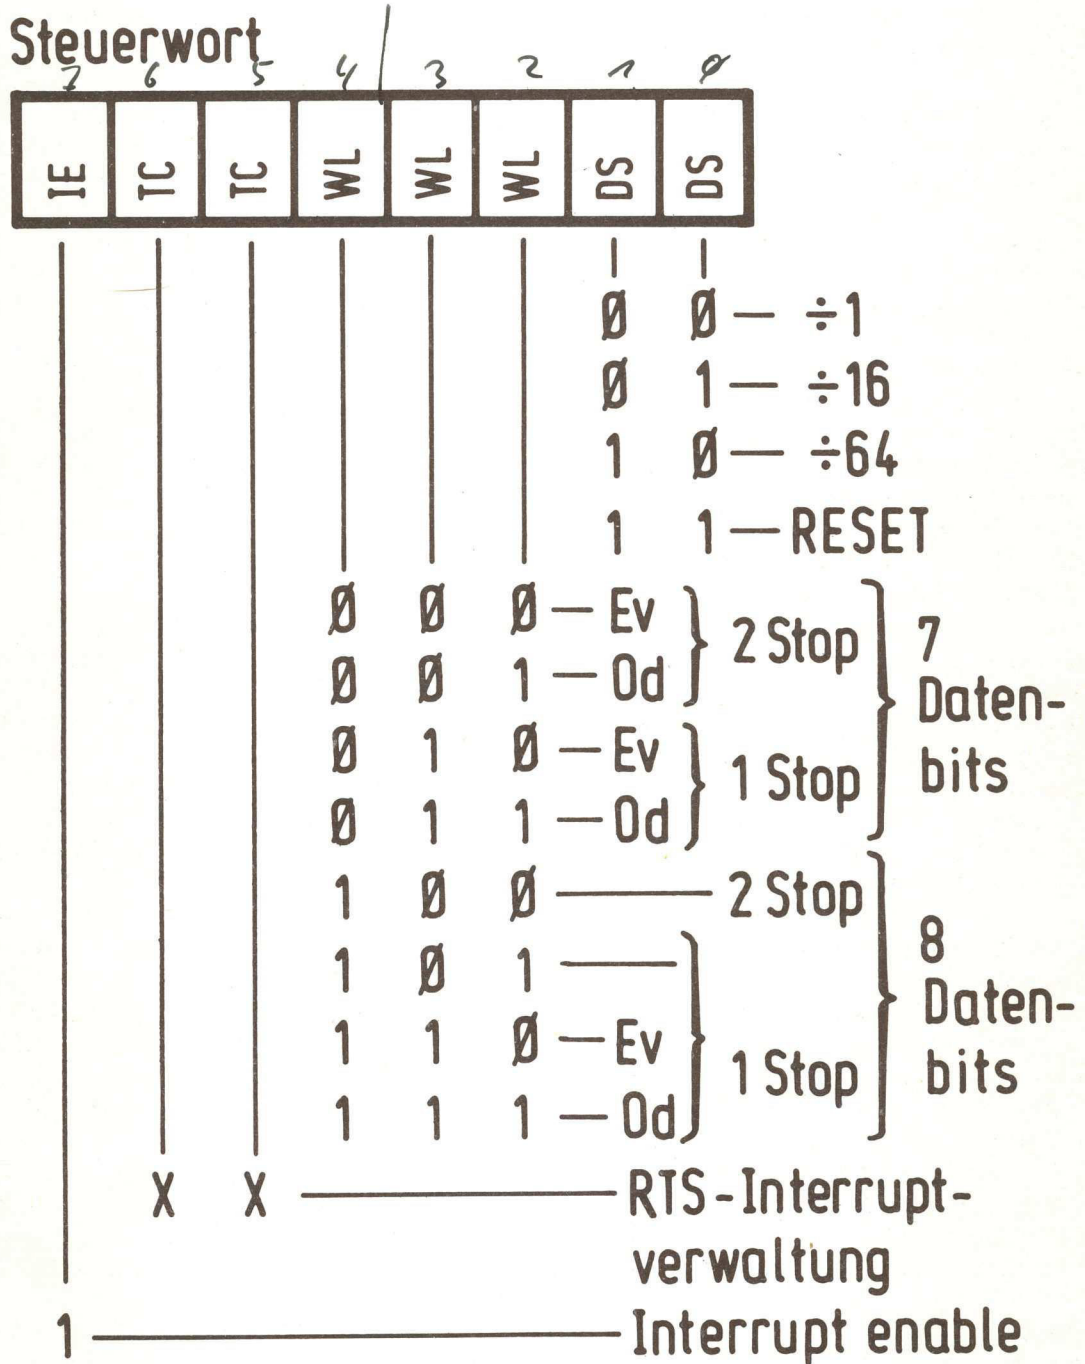 Steuerwort
7 6 5 4 3 2 1 0
IE TC TC WL WL WL DS DS
Ø Ø — ÷1
Ø 1 — ÷16
1 Ø — ÷64
1 1 — RESET
Ø Ø Ø — Ev
2 Stop
Ø Ø 1 — Od
7 Daten-
bits
Ø 1 Ø — Ev
1 Stop
Ø 1 1 — Od
1 Ø Ø — 2 Stop
1 Ø 1 —
8 Daten-
bits
1 1 Ø — Ev
1 Stop
1 1 1 — Od
X X — RTS-Interrupt-
verwaltung
1 — Interrupt enable